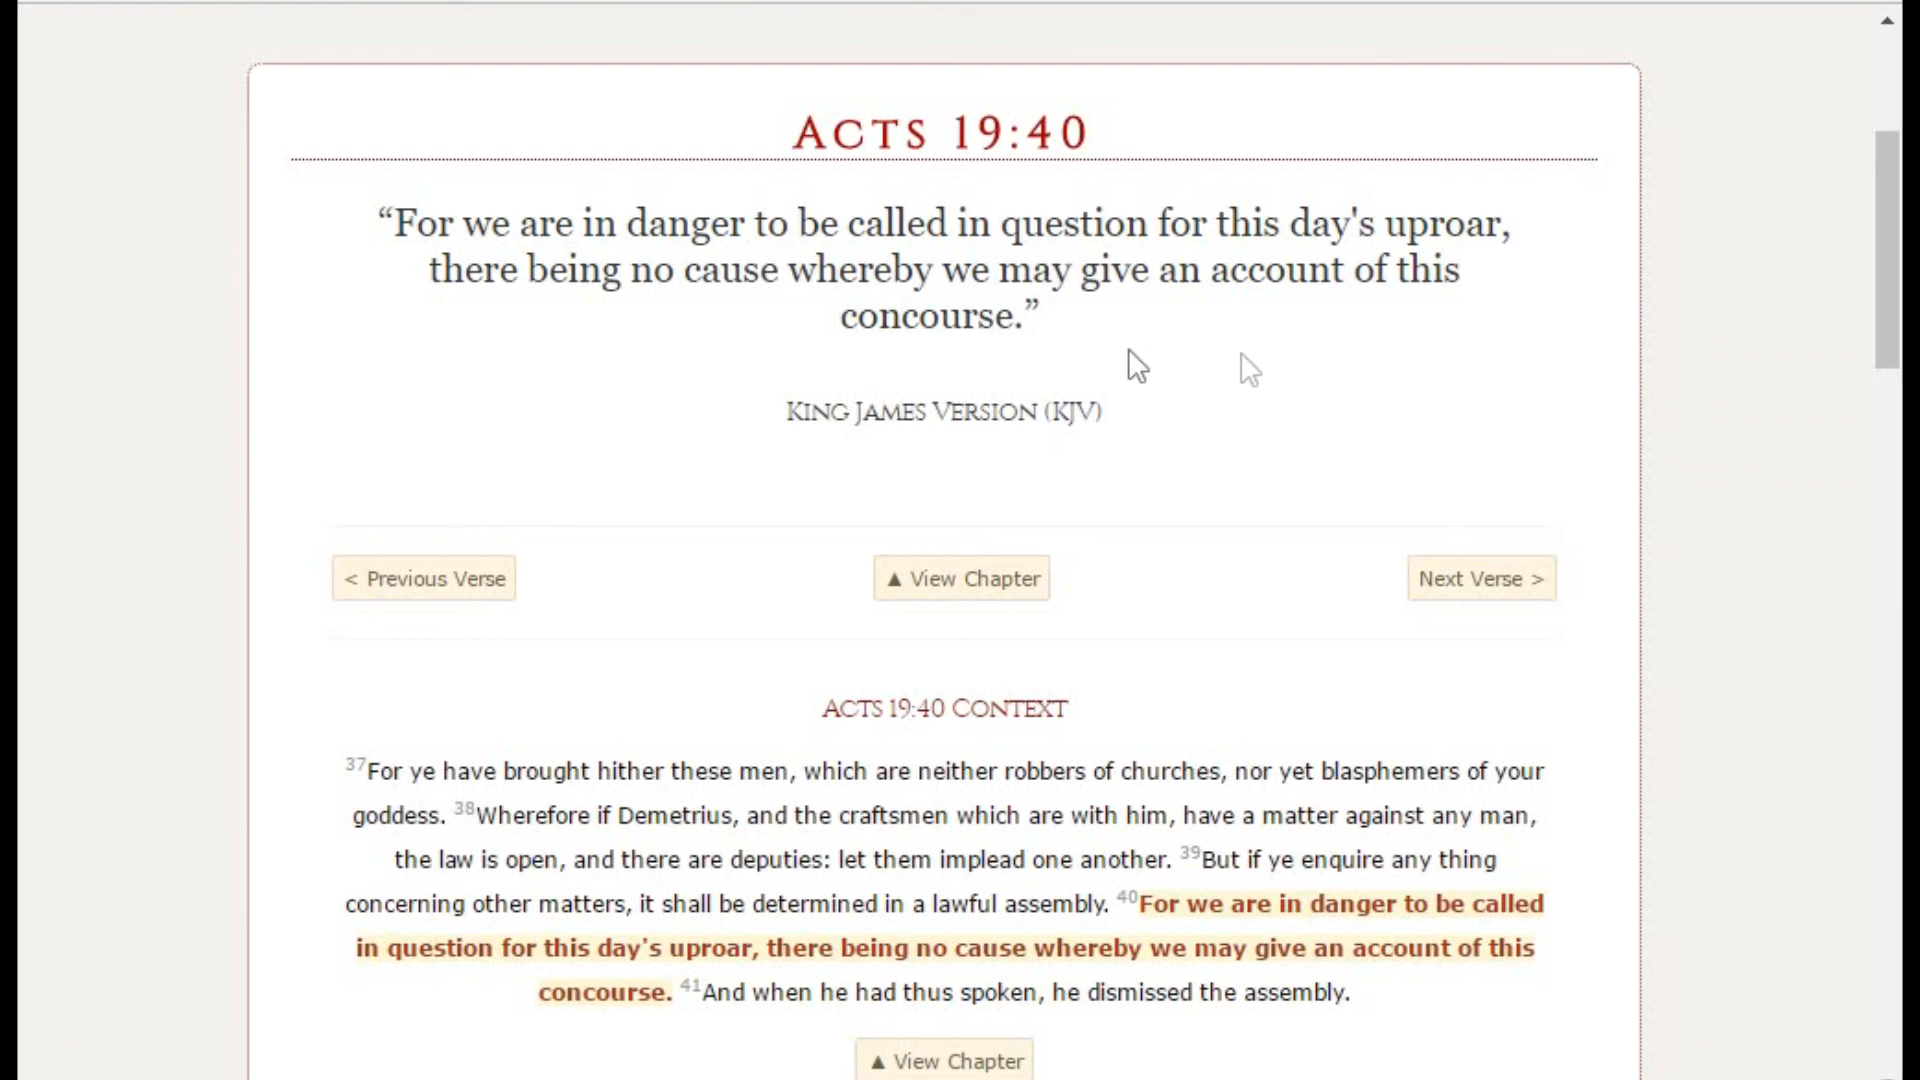 ACTS 19:40
“For we are in danger to be called in question for this day's uproar,
there being no cause whereby we may give an account of this
concourse.”
KING JAMES VERSION (KJV)
< Previous Verse
▲ View Chapter
Next Verse >
ACTS 19:40 CONTEXT
37For ye have brought hither these men, which are neither robbers of churches, nor yet blasphemers of your
goddess. 38Wherefore if Demetrius, and the craftsmen which are with him, have a matter against any man,
the law is open, and there are deputies: let them implead one another. 39But if ye enquire any thing
concerning other matters, it shall be determined in a lawful assembly. 40For we are in danger to be called
in question for this day's uproar, there being no cause whereby we may give an account of this
concourse. 41And when he had thus spoken, he dismissed the assembly.
▲ View Chapter